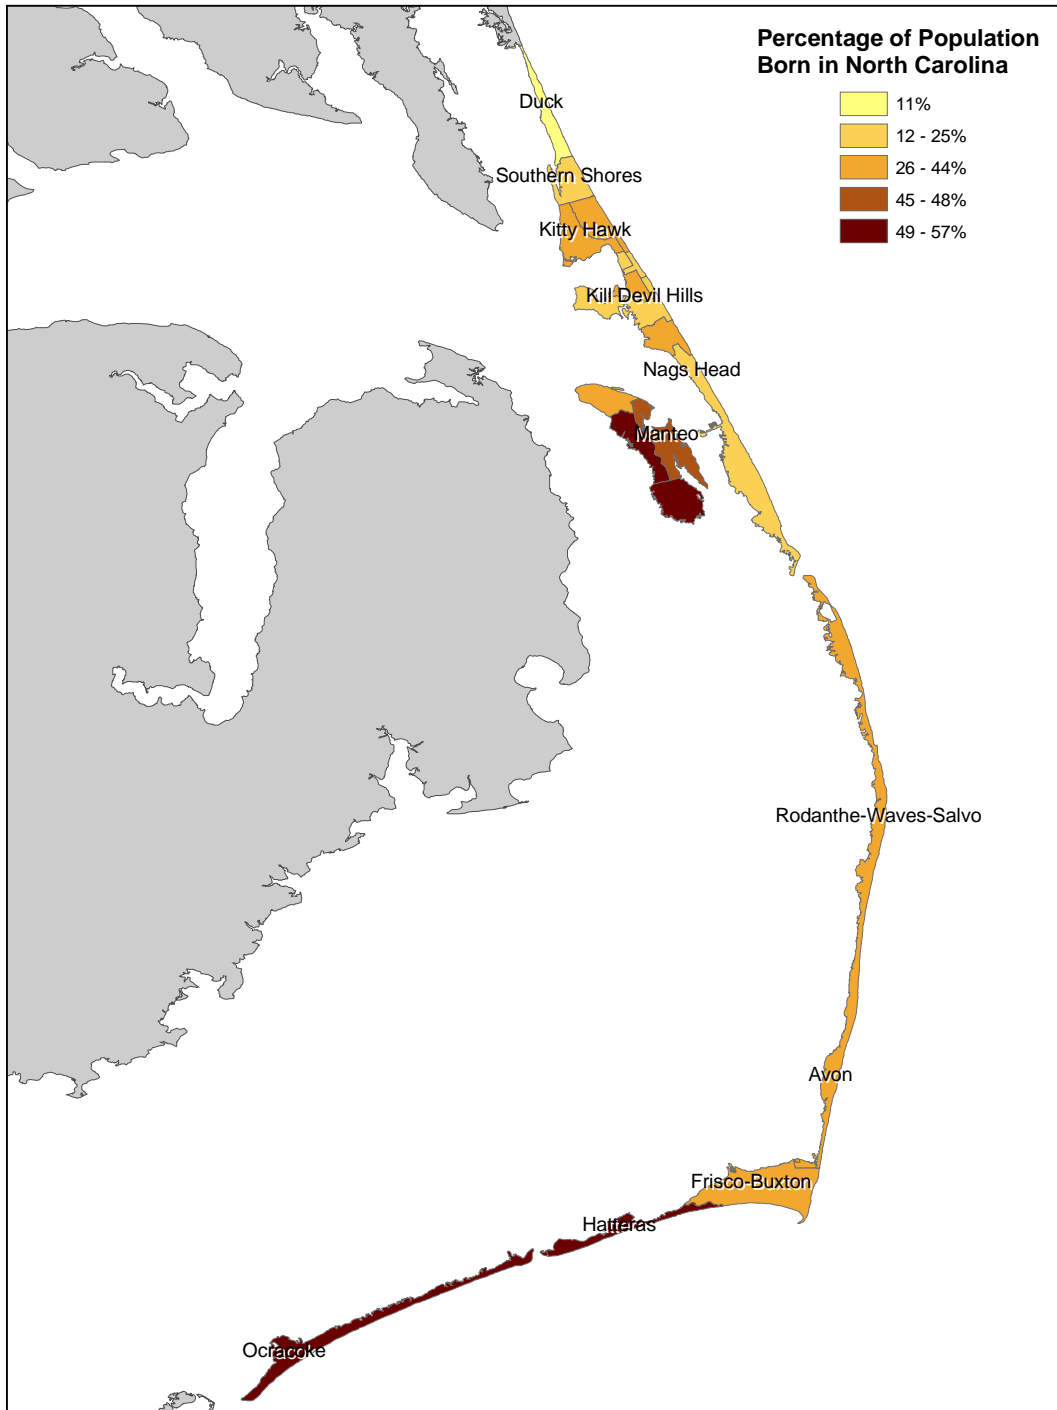 Percentage of Population
Born in North Carolina
11%
12 - 25%
26 - 44%
45 - 48%
49 - 57%
Duck
Southern Shores
Kitty Hawk
Kill Devil Hills
Nags Head
Manteo
Rodanthe-Waves-Salvo
Avon
Frisco-Buxton
Hatteras
Ocracoke